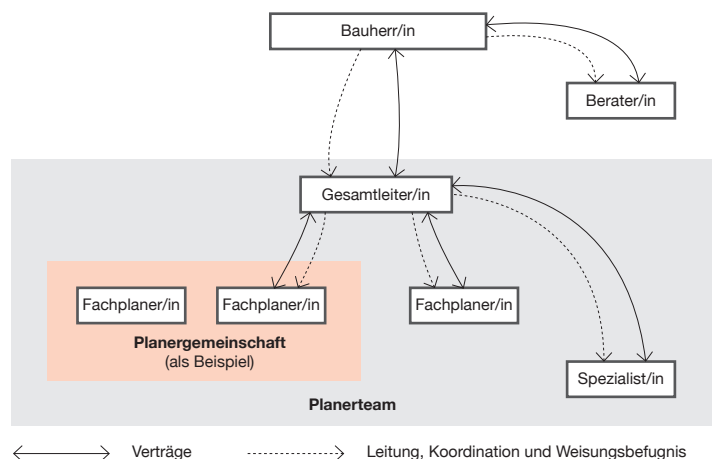 Bauherr/in
Berater/in
Gesamtleiter/in
Fachplaner/in
Fachplaner/in
Fachplaner/in
Planergemeinschaft
(als Beispiel)
Spezialist/in
Planerteam
Verträge
Leitung, Koordination und Weisungsbefugnis